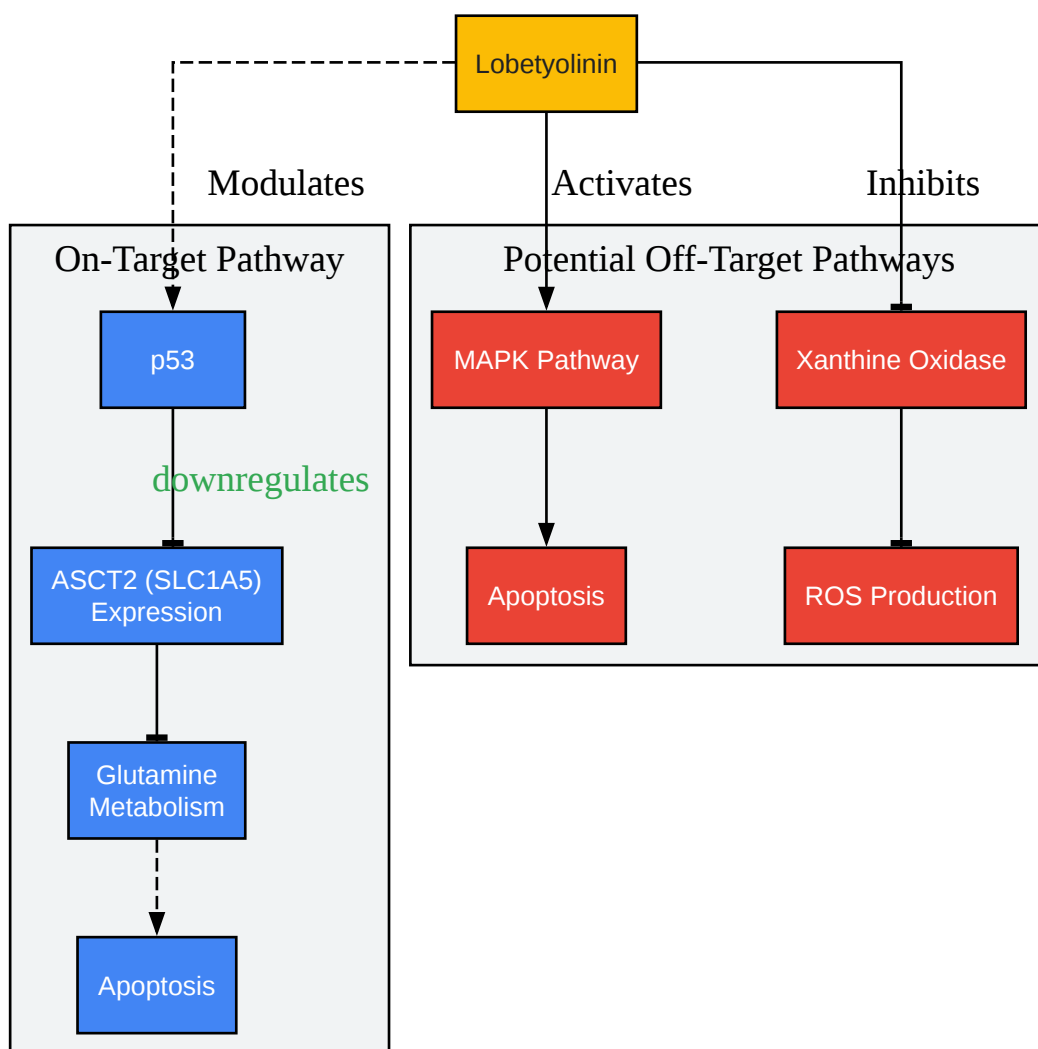 Lobetyolinin
Modulates
Activates
Inhibits
On-Target Pathway
Potential Off-Target Pathways
p53
MAPK Pathway
Xanthine Oxidase
downregulates
ASCT2 (SLC1A5)
Expression
Apoptosis
ROS Production
Glutamine
Metabolism
Apoptosis